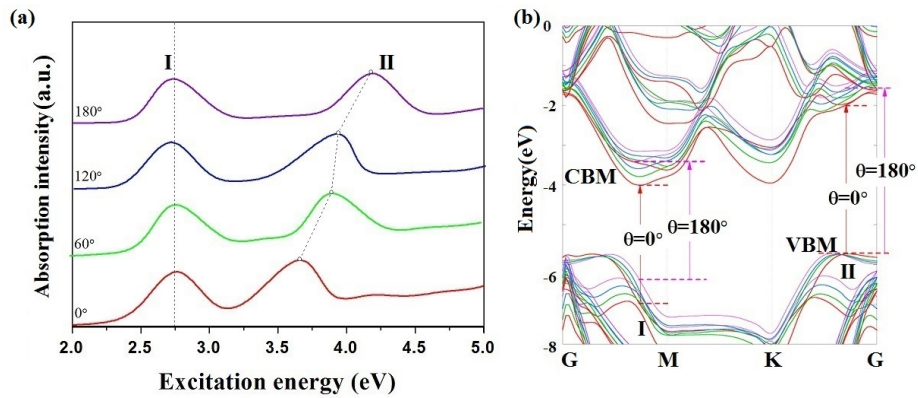 (a)
I
II
180°
120°
60°
0°
Absorption intensity (a.u.)
2.0 2.5 3.0 3.5 4.0 4.5 5.0
Excitation energy (eV)
(b)
0
-2
-4
-6
-8
Energy(eV)
CBM
VBM
θ=0°
θ=180°
θ=0°
θ=180°
I
II
G M K G